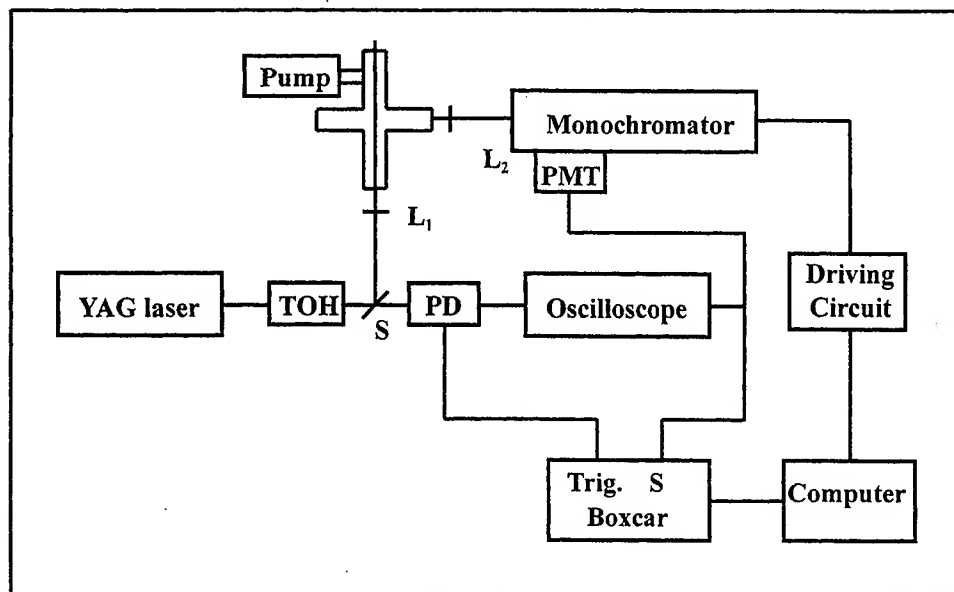 Pump
Monochromator
L2
PMT
L1
Driving
Circuit
YAG laser
TOH
S
PD
Oscilloscope
Trig. S
Boxcar
Computer